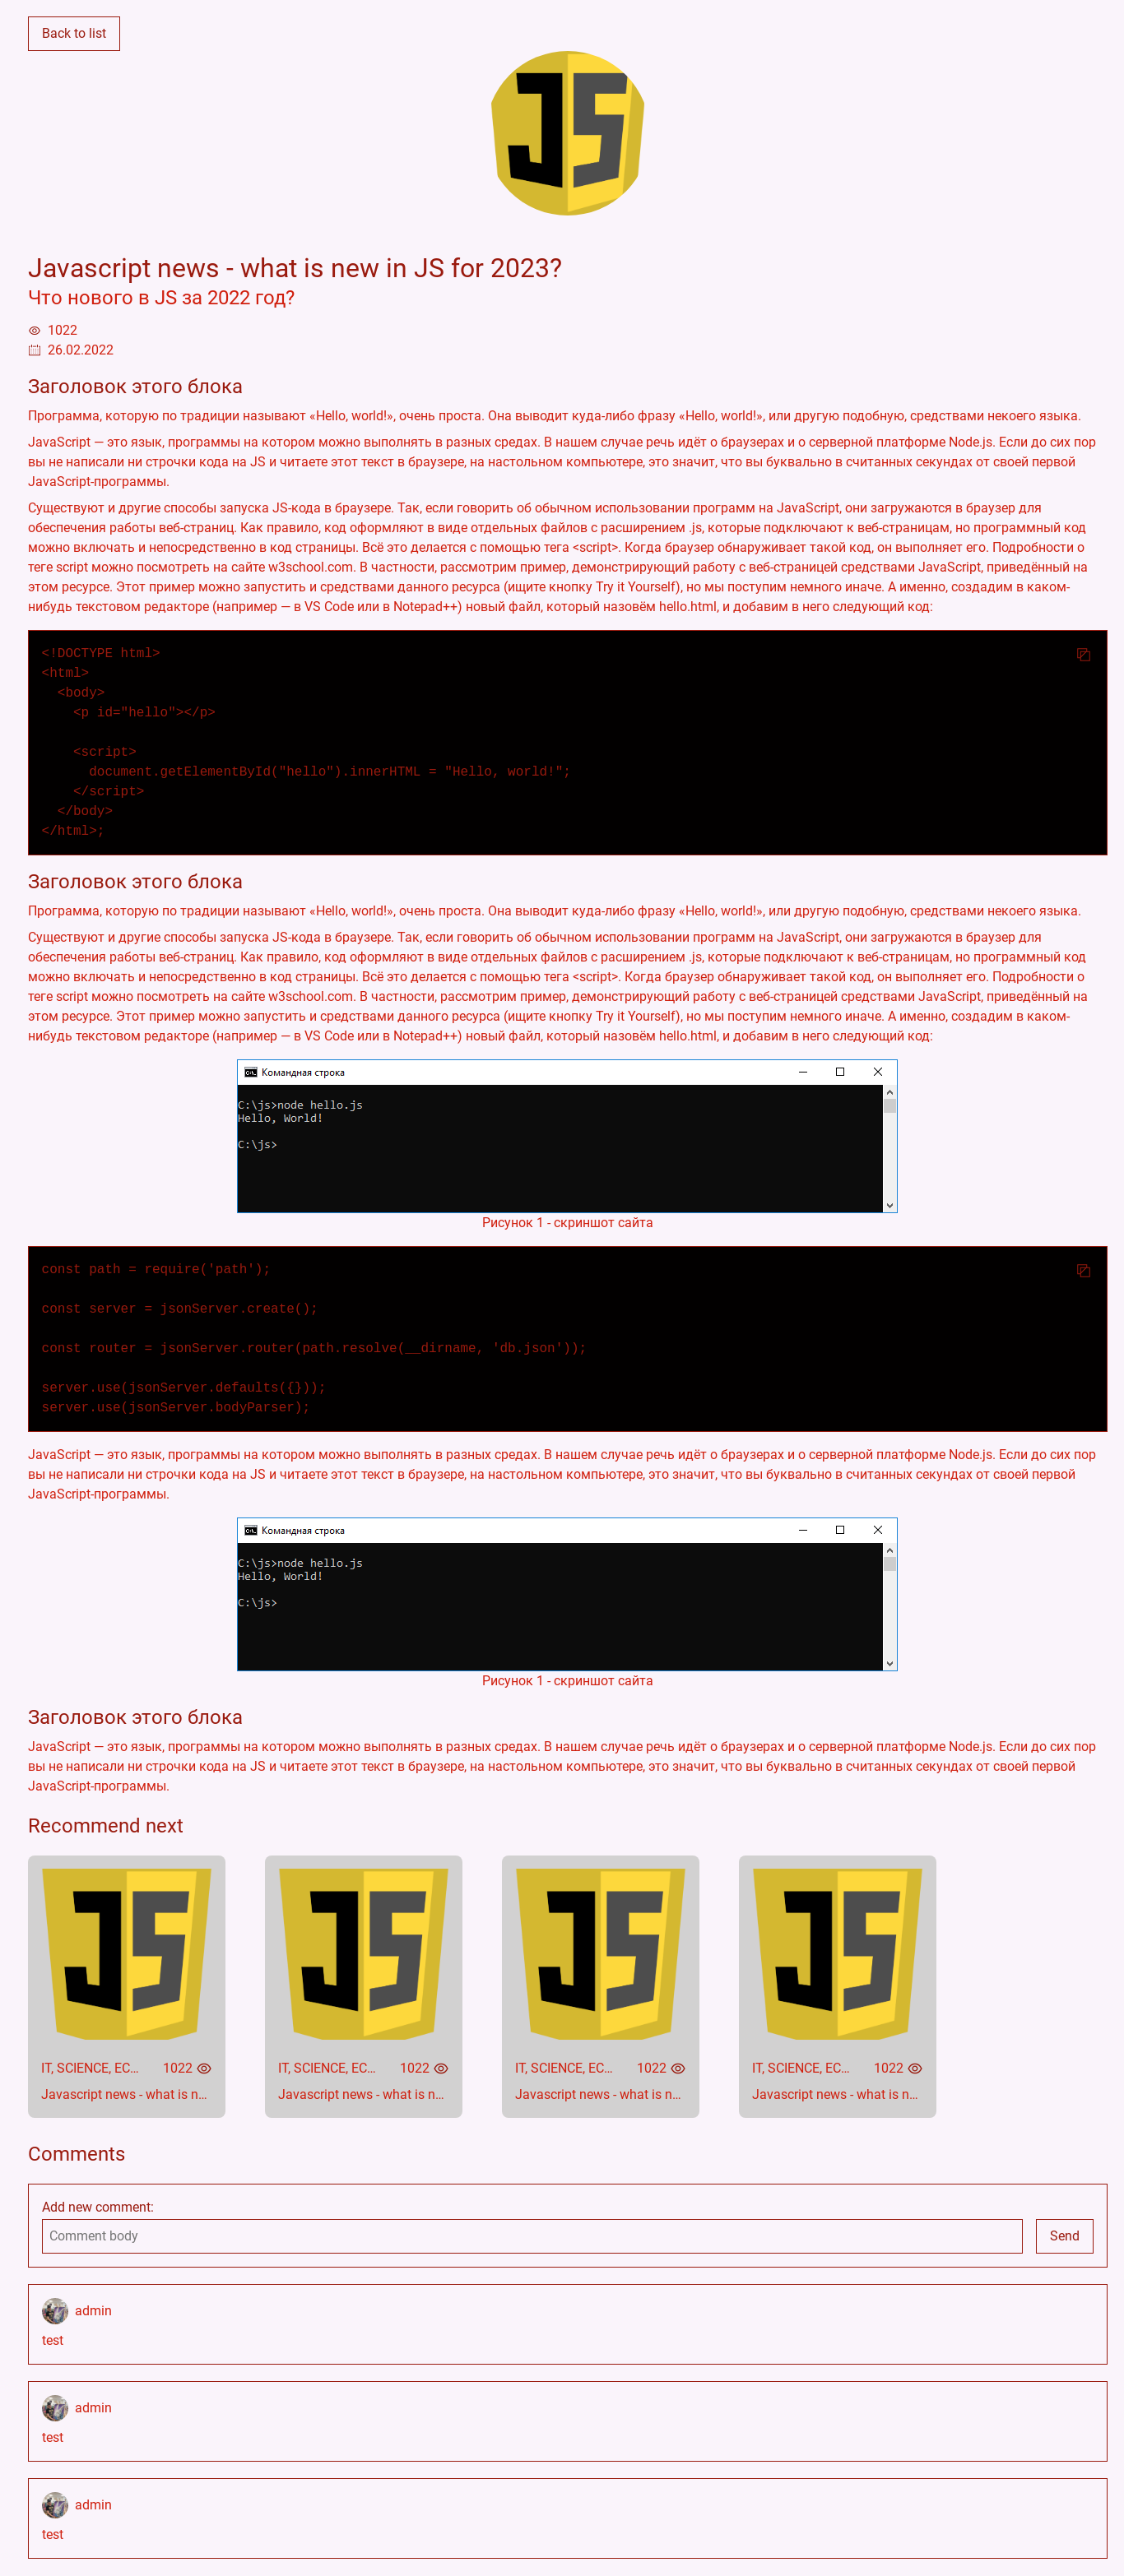 Back to list
JS
Javascript news - what is new in JS for 2023?
Что нового в JS за 2022 год?
1022
26.02.2022
Заголовок этого блока
Программа, которую по традиции называют «Hello, world!», очень проста. Она выводит куда-либо фразу «Hello, world!», или другую подобную, средствами некоего языка.
JavaScript — это язык, программы на котором можно выполнять в разных средах. В нашем случае речь идёт о браузерах и о серверной платформе Node.js. Если до сих пор
вы не написали ни строчки кода на JS и читаете этот текст в браузере, на настольном компьютере, это значит, что вы буквально в считанных секундах от своей первой
JavaScript-программы.
Существуют и другие способы запуска JS-кода в браузере. Так, если говорить об обычном использовании программ на JavaScript, они загружаются в браузер для
обеспечения работы веб-страниц. Как правило, код оформляют в виде отдельных файлов с расширением .js, которые подключают к веб-страницам, но программный код
можно включать и непосредственно в код страницы. Всё это делается с помощью тега <script>. Когда браузер обнаруживает такой код, он выполняет его. Подробности о
теге script можно посмотреть на сайте w3school.com. В частности, рассмотрим пример, демонстрирующий работу с веб-страницей средствами JavaScript, приведённый на
этом ресурсе. Этот пример можно запустить и средствами данного ресурса (ищите кнопку Try it Yourself), но мы поступим немного иначе. А именно, создадим в каком-
нибудь текстовом редакторе (например — в VS Code или в Notepad++) новый файл, который назовём hello.html, и добавим в него следующий код:
<!DOCTYPE html>
<html>
  <body>
    <p id="hello"></p>
    <script>
      document.getElementById("hello").innerHTML = "Hello, world!";
    </script>
  </body>
</html>;
Заголовок этого блока
Программа, которую по традиции называют «Hello, world!», очень проста. Она выводит куда-либо фразу «Hello, world!», или другую подобную, средствами некоего языка.
Существуют и другие способы запуска JS-кода в браузере. Так, если говорить об обычном использовании программ на JavaScript, они загружаются в браузер для
обеспечения работы веб-страниц. Как правило, код оформляют в виде отдельных файлов с расширением .js, которые подключают к веб-страницам, но программный код
можно включать и непосредственно в код страницы. Всё это делается с помощью тега <script>. Когда браузер обнаруживает такой код, он выполняет его. Подробности о
теге script можно посмотреть на сайте w3school.com. В частности, рассмотрим пример, демонстрирующий работу с веб-страницей средствами JavaScript, приведённый на
этом ресурсе. Этот пример можно запустить и средствами данного ресурса (ищите кнопку Try it Yourself), но мы поступим немного иначе. А именно, создадим в каком-
нибудь текстовом редакторе (например — в VS Code или в Notepad++) новый файл, который назовём hello.html, и добавим в него следующий код:
Командная строка
C:\js>node hello.js
Hello, World!
C:\js>
Рисунок 1 - скриншот сайта
const path = require('path');
const server = jsonServer.create();
const router = jsonServer.router(path.resolve(__dirname, 'db.json'));
server.use(jsonServer.defaults({}));
server.use(jsonServer.bodyParser);
JavaScript — это язык, программы на котором можно выполнять в разных средах. В нашем случае речь идёт о браузерах и о серверной платформе Node.js. Если до сих пор
вы не написали ни строчки кода на JS и читаете этот текст в браузере, на настольном компьютере, это значит, что вы буквально в считанных секундах от своей первой
JavaScript-программы.
Командная строка
C:\js>node hello.js
Hello, World!
C:\js>
Рисунок 1 - скриншот сайта
Заголовок этого блока
JavaScript — это язык, программы на котором можно выполнять в разных средах. В нашем случае речь идёт о браузерах и о серверной платформе Node.js. Если до сих пор
вы не написали ни строчки кода на JS и читаете этот текст в браузере, на настольном компьютере, это значит, что вы буквально в считанных секундах от своей первой
JavaScript-программы.
Recommend next
JS JS JS JS
IT, SCIENCE, EC... 1022 IT, SCIENCE, EC... 1022 IT, SCIENCE, EC... 1022 IT, SCIENCE, EC... 1022
Javascript news - what is n... Javascript news - what is n... Javascript news - what is n... Javascript news - what is n...
Comments
Add new comment:
Comment body Send
admin
test
admin
test
admin
test